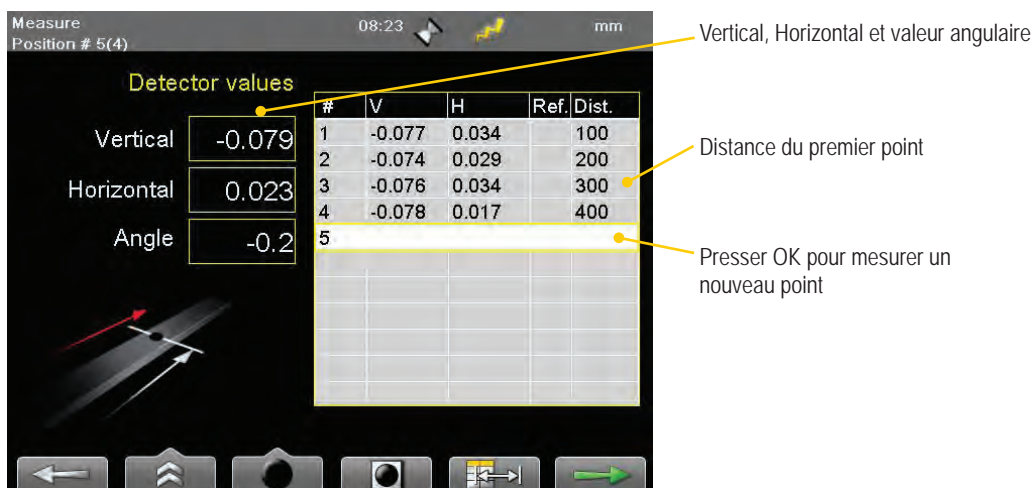 Measure 08:23 mm
Position # 5(4)
Vertical, Horizontal et valeur angulaire
Detector values
Vertical -0.079
Horizontal 0.023
Angle -0.2
# V H Ref. Dist.
1 -0.077 0.034 100
2 -0.074 0.029 200
3 -0.076 0.034 300
4 -0.078 0.017 400
5
Distance du premier point
Presser OK pour mesurer un
nouveau point